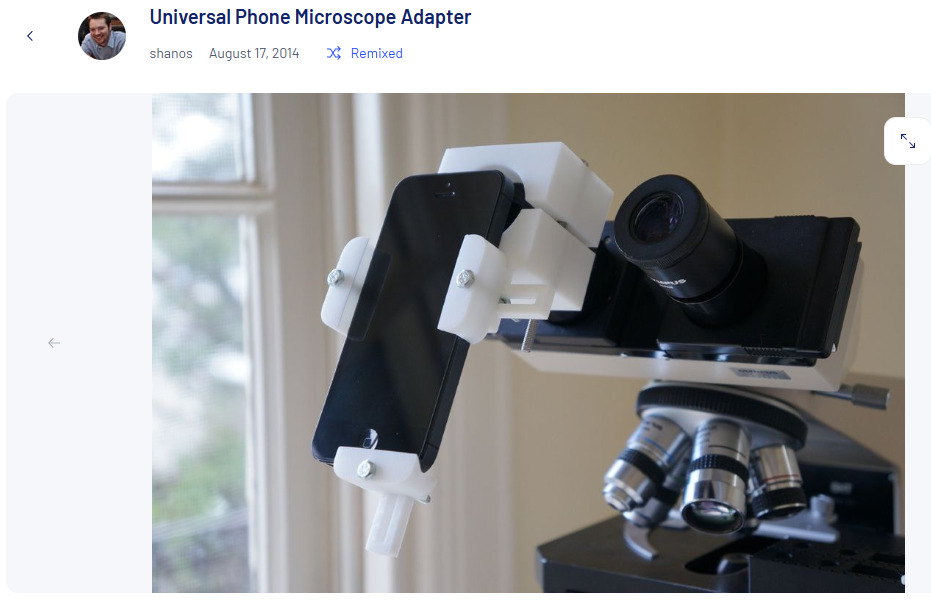 Universal Phone Microscope Adapter
shanos August 17, 2014 Remixed